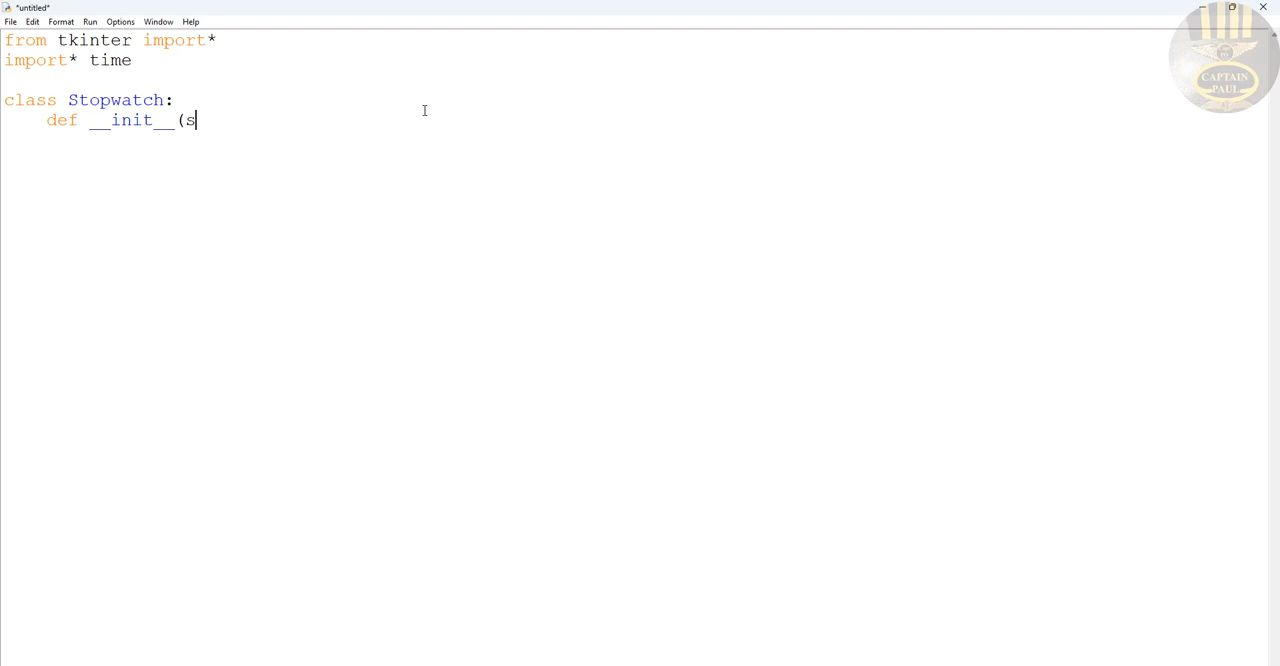 *untitled*
File Edit Format Run Options Window Help
from tkinter import*
import* time
class Stopwatch:
    def __init__(s
CAPTAIN
PAUL